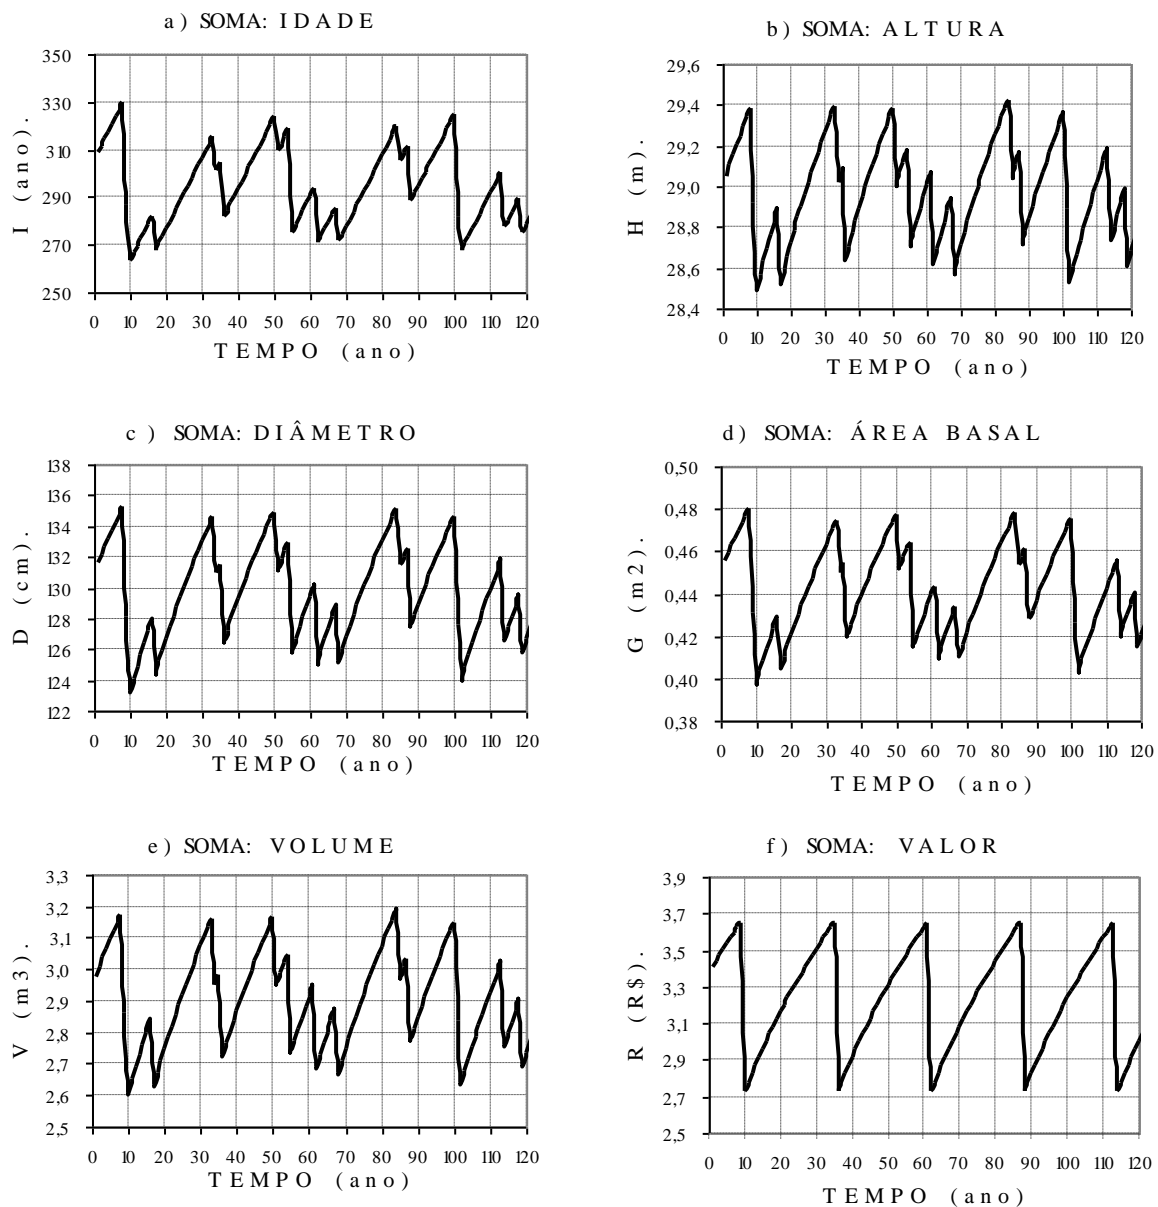 a ) SOMA: I D A D E
350
330
310
290
270
250
I (ano).
0 10 20 30 40 50 60 70 80 90 100 110 120
TEMPO (ano)
b ) SOMA: A L T U R A
29,6
29,4
29,2
29,0
28,8
28,6
28,4
H (m).
0 10 20 30 40 50 60 70 80 90 100 110 120
TEMPO (ano)
c ) SOMA: D I Â M E T R O
138
136
134
132
130
128
126
124
122
D (cm).
0 10 20 30 40 50 60 70 80 90 100 110 120
TEMPO (ano)
d ) SOMA: ÁREA BASAL
0,50
0,48
0,46
0,44
0,42
0,40
0,38
G (m2).
0 10 20 30 40 50 60 70 80 90 100 110 120
TEMPO (ano)
e ) SOMA: V O L U M E
3,3
3,2
3,1
3,0
2,9
2,8
2,7
2,6
2,5
V (m3).
0 10 20 30 40 50 60 70 80 90 100 110 120
TEMPO (ano)
f ) SOMA: V A L O R
3,9
3,7
3,5
3,3
3,1
2,9
2,7
2,5
R (R$).
0 10 20 30 40 50 60 70 80 90 100 110 120
TEMPO (ano)